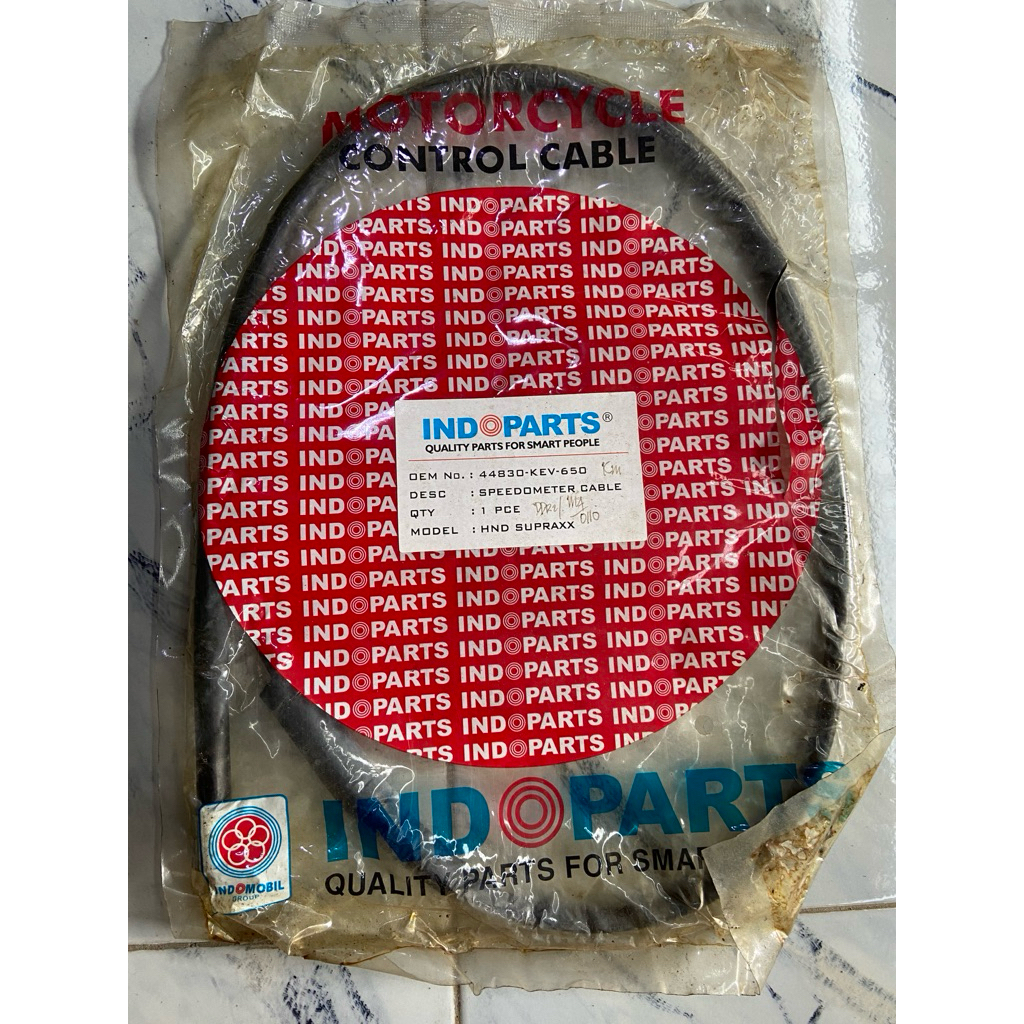 MOTORCYCLE
CONTROL CABLE
INDOPARTS®
QUALITY PARTS FOR SMART PEOPLE
OEM No. : 44830-KEV-650
DESC : SPEEDOMETER CABLE
QTY : 1 PCE
MODEL : HND SUPRAXX
INDOPARTS
QUALITY PARTS FOR SMAR
INDOMOBIL
GROUP